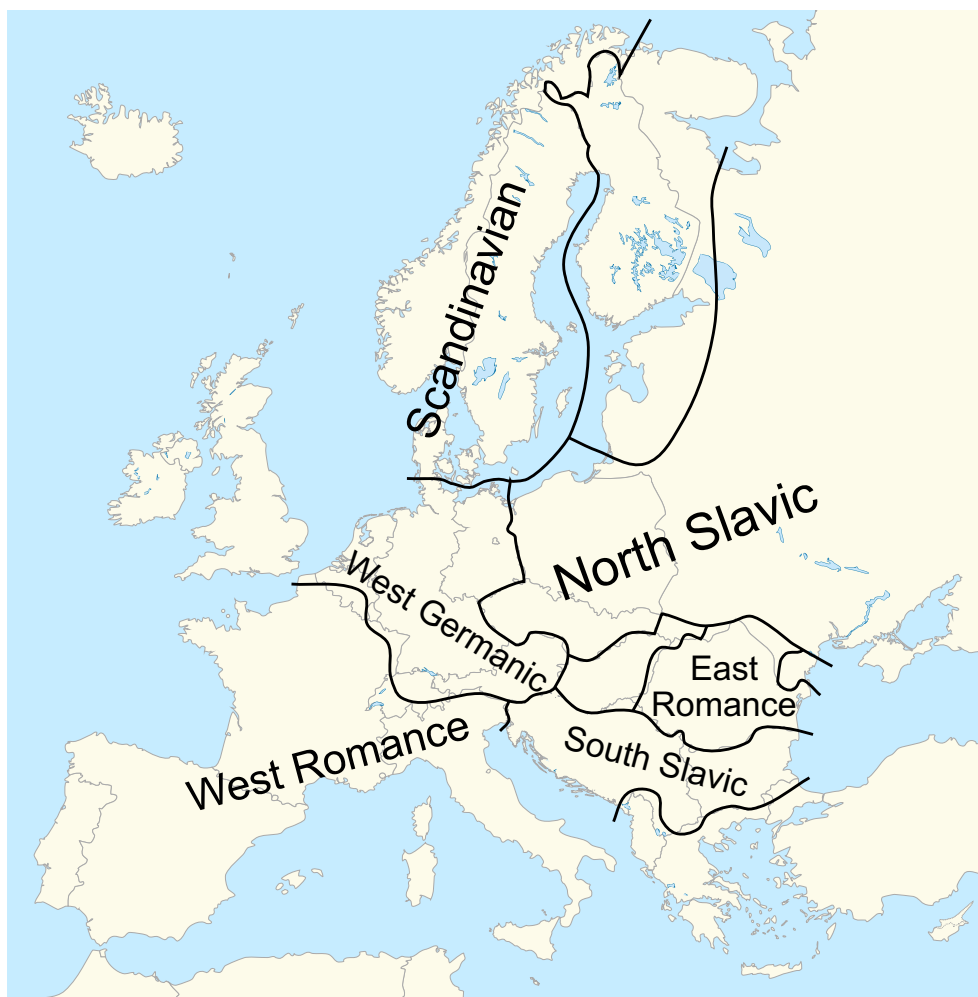 Scandinavian
North Slavic
West Germanic
East
Romance
West Romance
South Slavic